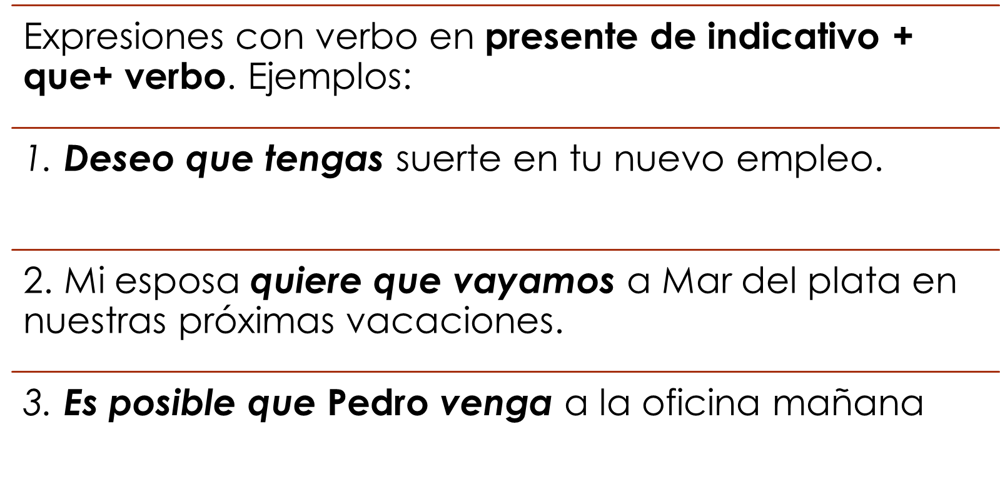 Expresiones con verbo en presente de indicativo +
que+ verbo. Ejemplos:
1. Deseo que tengas suerte en tu nuevo empleo.
2. Mi esposa quiere que vayamos a Mar del plata en
nuestras próximas vacaciones.
3. Es posible que Pedro venga a la oficina mañana